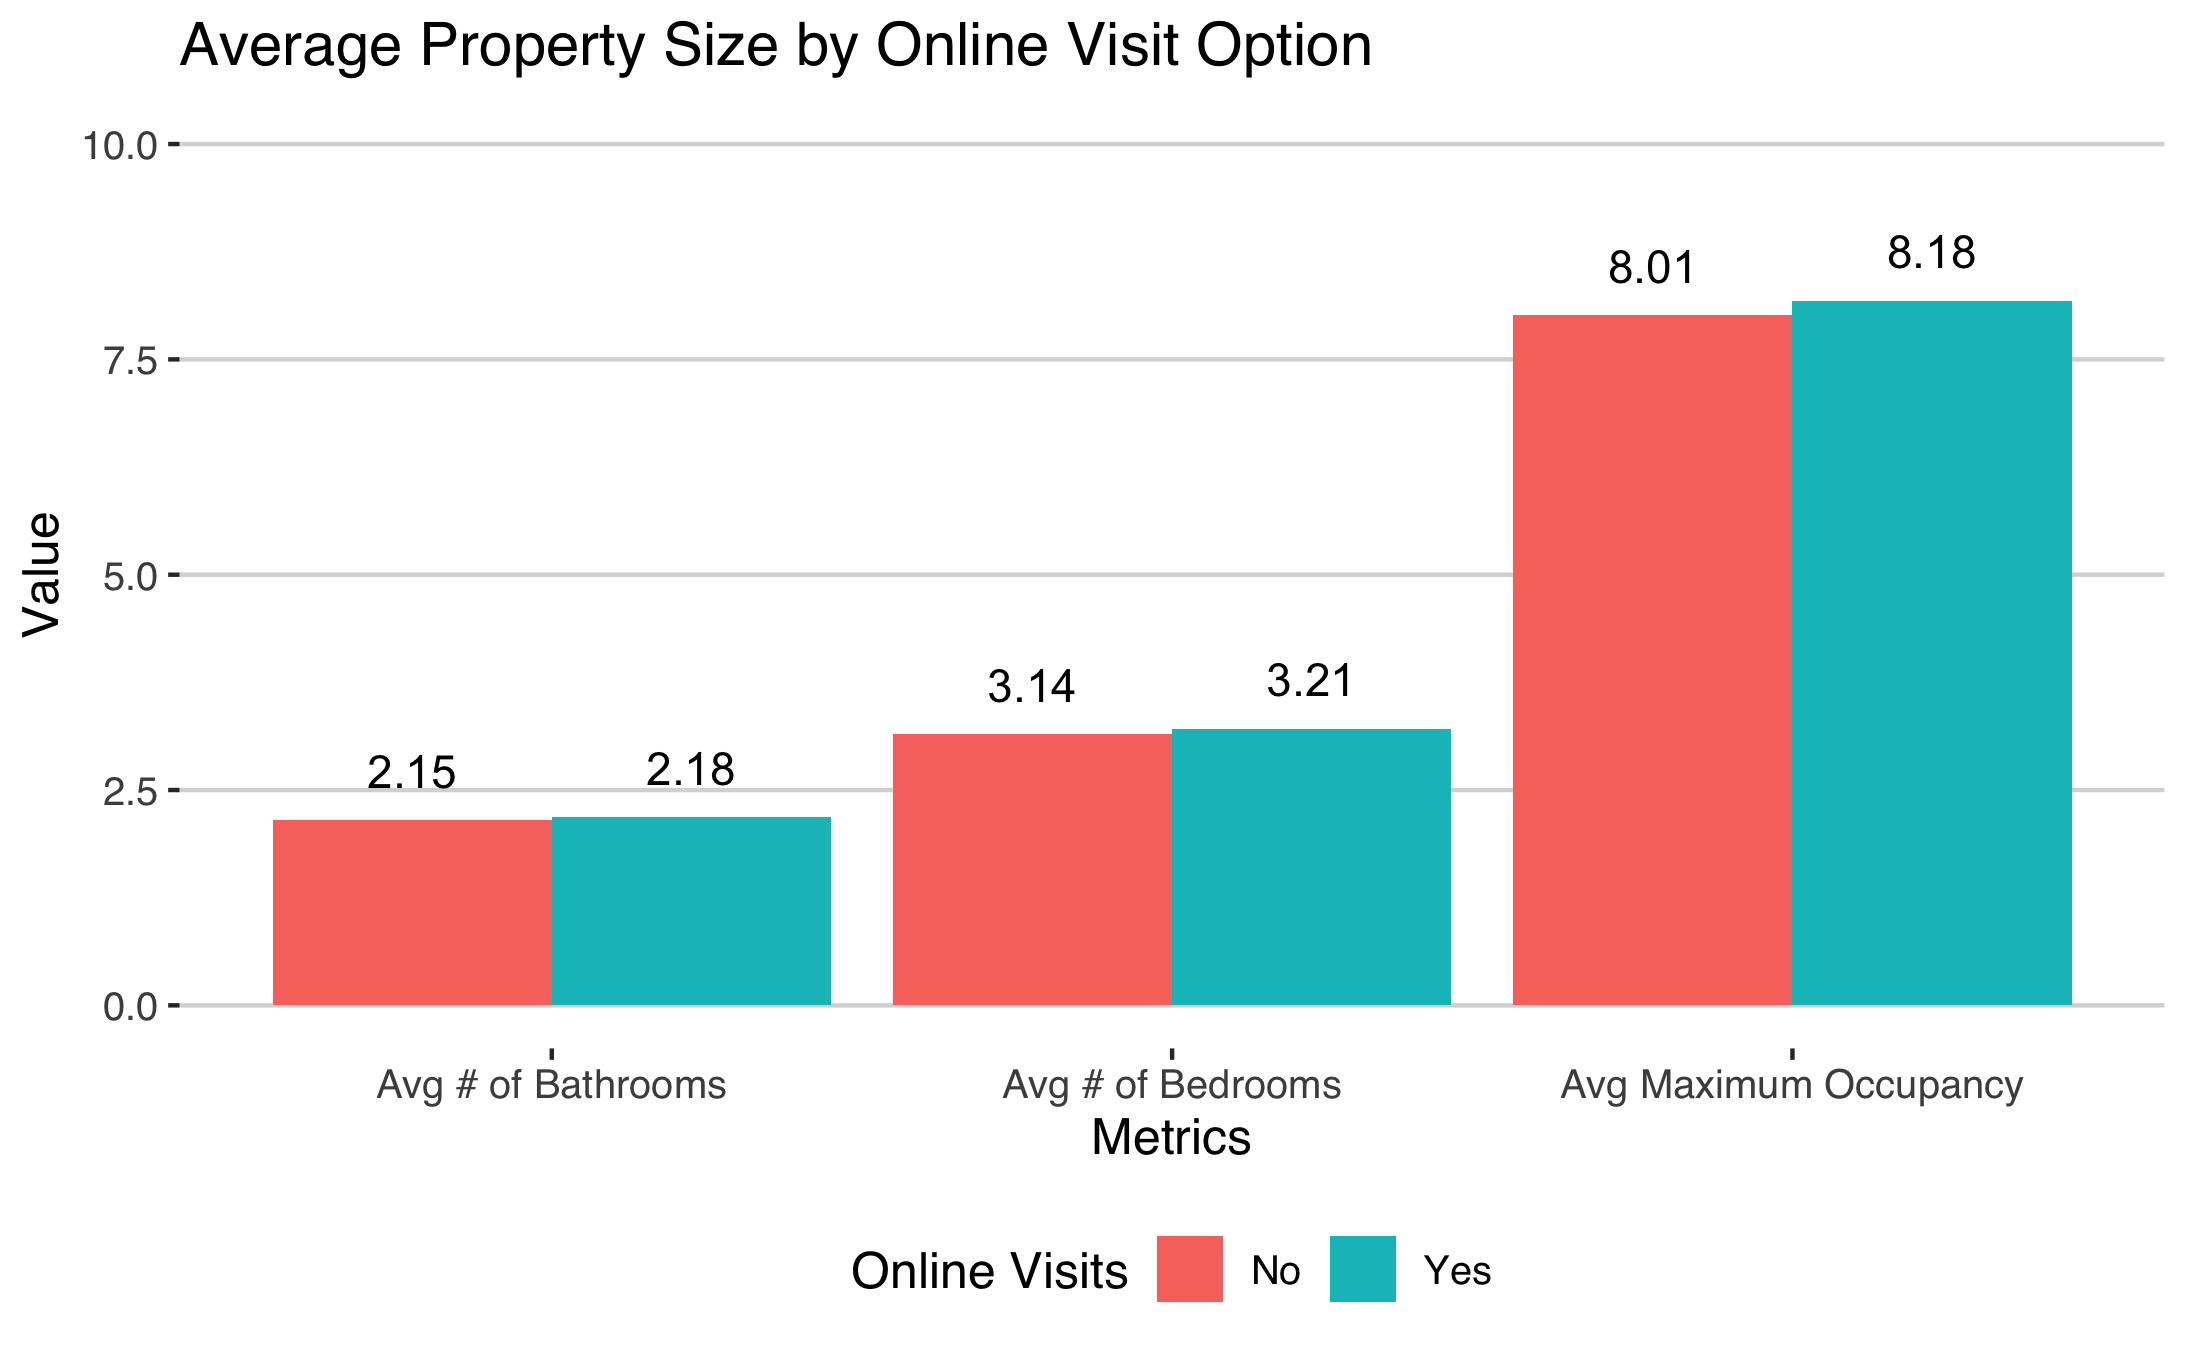 Average Property Size by Online Visit Option
10.0
7.5
5.0
2.5
0.0
Value
2.15
2.18
3.14
3.21
8.01
8.18
Avg # of Bathrooms
Avg # of Bedrooms
Avg Maximum Occupancy
Metrics
Online Visits No Yes